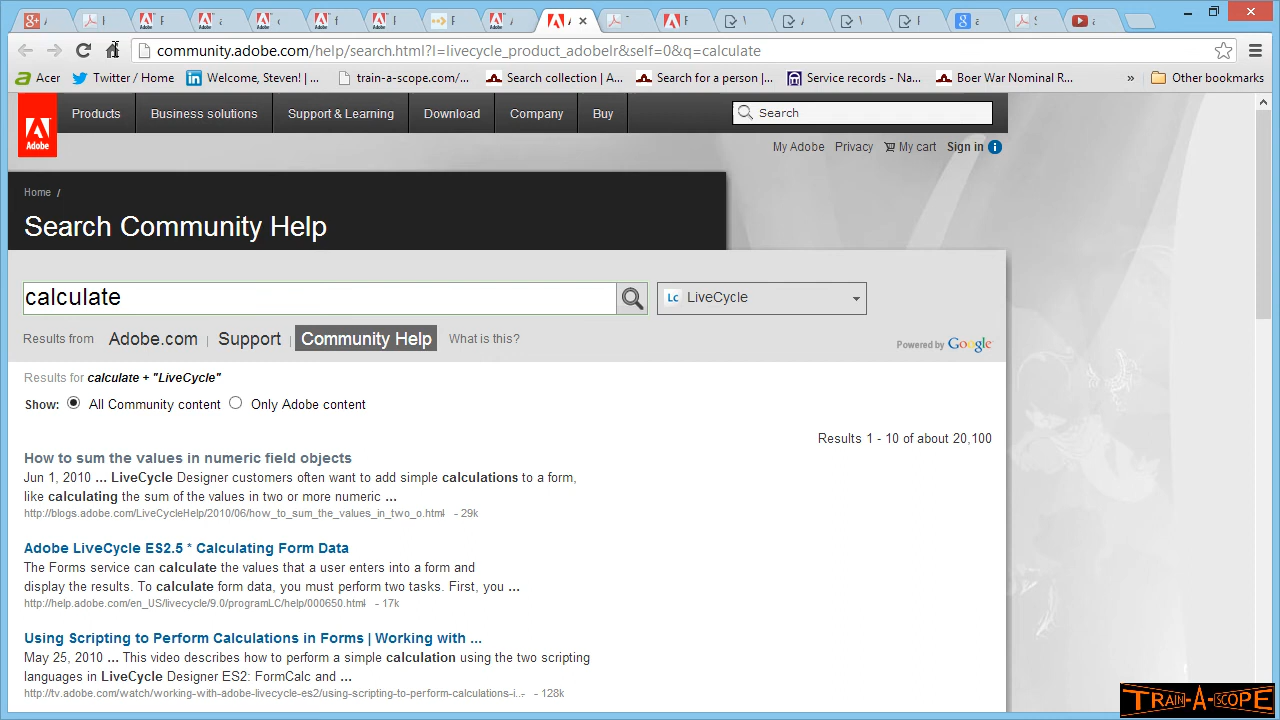 community.adobe.com/help/search.html?l=livecycle_product_adobelr&self=0&q=calculate
Acer
Twitter / Home
Welcome, Steven! | ...
train-a-scope.com/...
Search collection | A...
Search for a person |...
Service records - Na...
Boer War Nominal R...
»
Other bookmarks
Adobe
Products
Business solutions
Support & Learning
Download
Company
Buy
Search
My Adobe
Privacy
My cart
Sign in
Home /
Search Community Help
calculate
Lc LiveCycle
Results from Adobe.com | Support | Community Help What is this?
Powered by Google
Results for calculate + "LiveCycle"
Show: All Community content Only Adobe content
Results 1 - 10 of about 20,100
How to sum the values in numeric field objects
Jun 1, 2010 ... LiveCycle Designer customers often want to add simple calculations to a form,
like calculating the sum of the values in two or more numeric ...
http://blogs.adobe.com/LiveCycleHelp/2010/06/how_to_sum_the_values_in_two_o.html - 29k
Adobe LiveCycle ES2.5 * Calculating Form Data
The Forms service can calculate the values that a user enters into a form and
display the results. To calculate form data, you must perform two tasks. First, you ...
http://help.adobe.com/en_US/livecycle/9.0/programLC/help/000650.html - 17k
Using Scripting to Perform Calculations in Forms | Working with ...
May 25, 2010 ... This video describes how to perform a simple calculation using the two scripting
languages in LiveCycle Designer ES2: FormCalc and ...
http://tv.adobe.com/watch/working-with-adobe-livecycle-es2/using-scripting-to-perform-calculations-i... - 128k
TRAIN-A-SCOPE